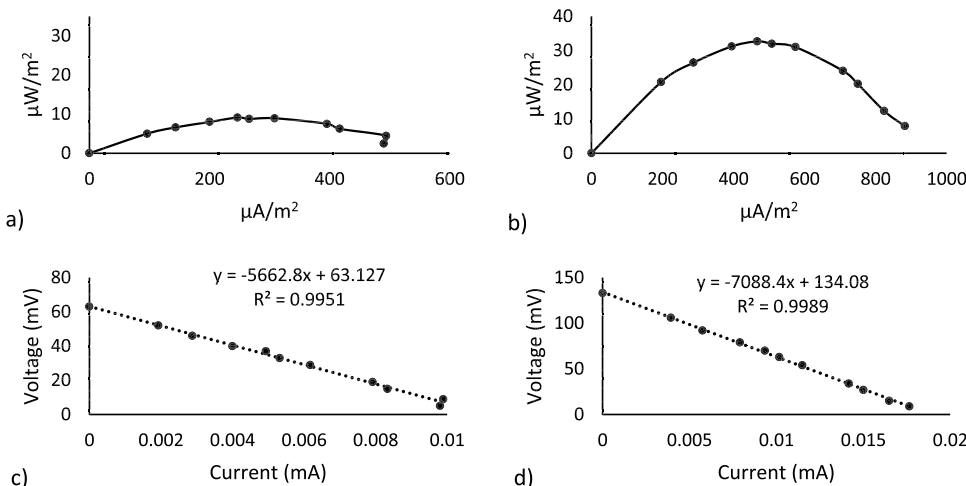 30
20
10
0
µW/m²
0 200 400 600
µA/m²
a)
40
30
20
10
0
µW/m²
0 200 400 600 800 1000
µA/m²
b)
80
60
40
20
0
Voltage (mV)
y = -5662.8x + 63.127
R² = 0.9951
0 0.002 0.004 0.006 0.008 0.01
Current (mA)
c)
150
100
50
0
Voltage (mV)
y = -7088.4x + 134.08
R² = 0.9989
0 0.005 0.01 0.015 0.02
Current (mA)
d)